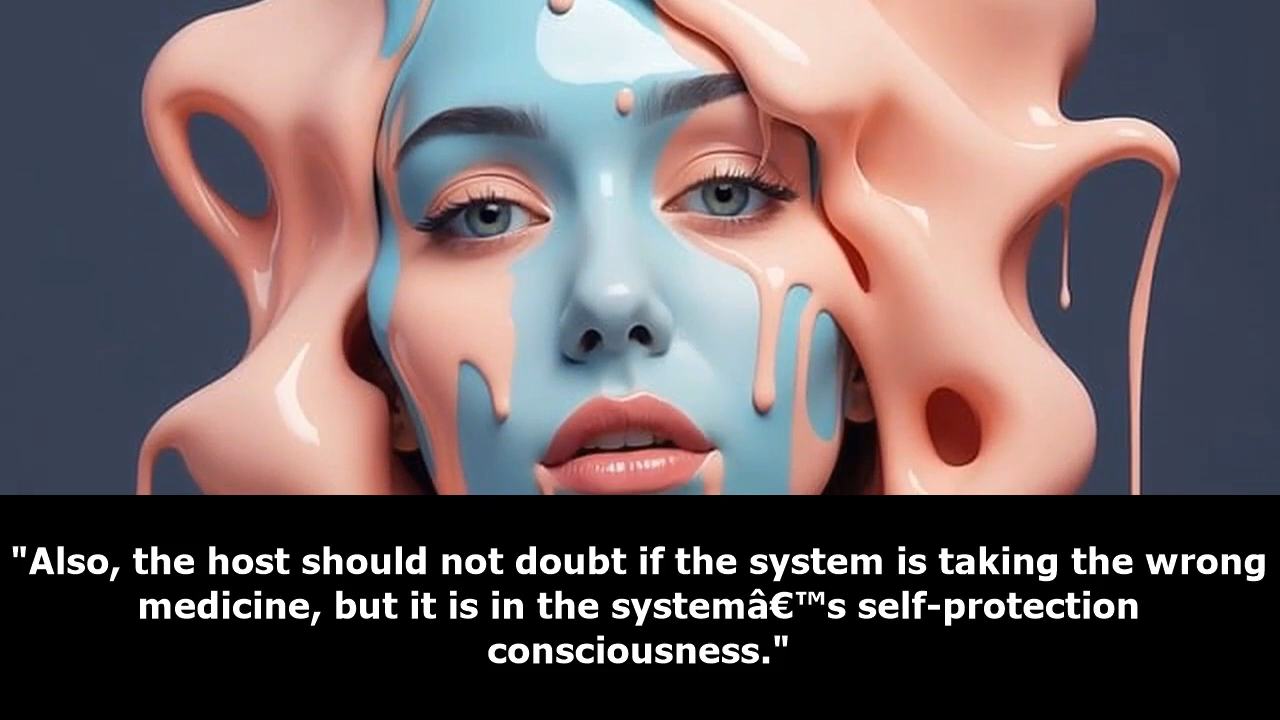 "Also, the host should not doubt if the system is taking the wrong
medicine, but it is in the systemâ€™s self-protection
consciousness."